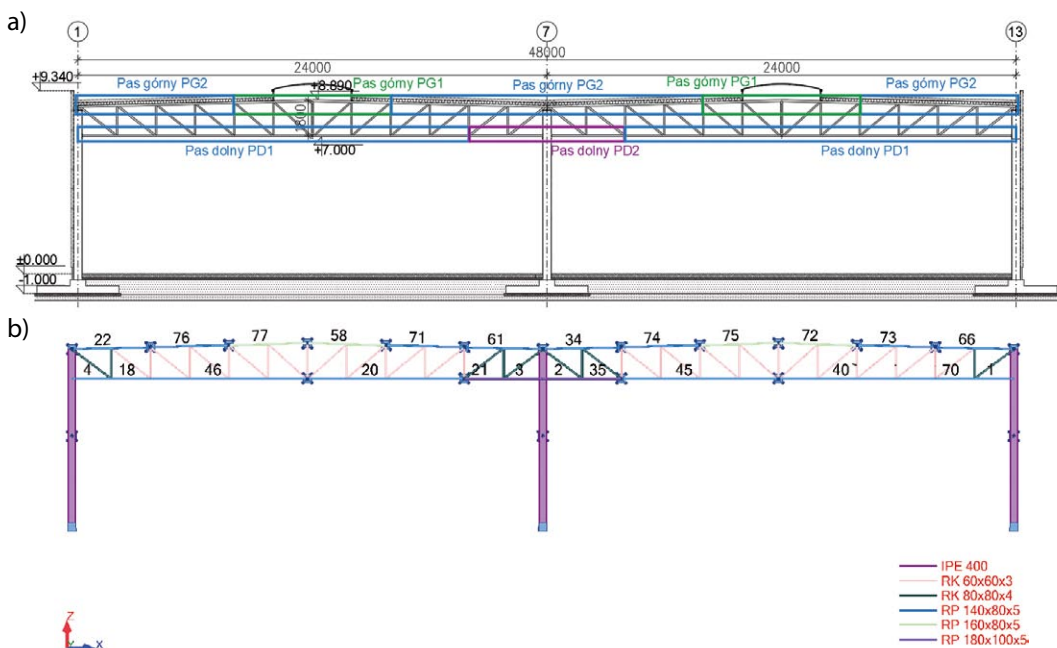 a)
1 7 13
48000
24000 24000
+9.340
Pas górny PG2 +8.890 Pas górny PG1 Pas górny PG2 Pas górny PG1 Pas górny PG2
1800
Pas dolny PD1 +7.000 Pas dolny PD2 Pas dolny PD1
±0.000
-1.000
b)
22 76 77 58 71 61 34 74 75 72 73 66
4 18 46 20 21 3 2 35 45 40 70 1
IPE 400
RK 60x60x3
RK 80x80x4
RP 140x80x5
RP 160x80x5
RP 180x100x5
Z
X